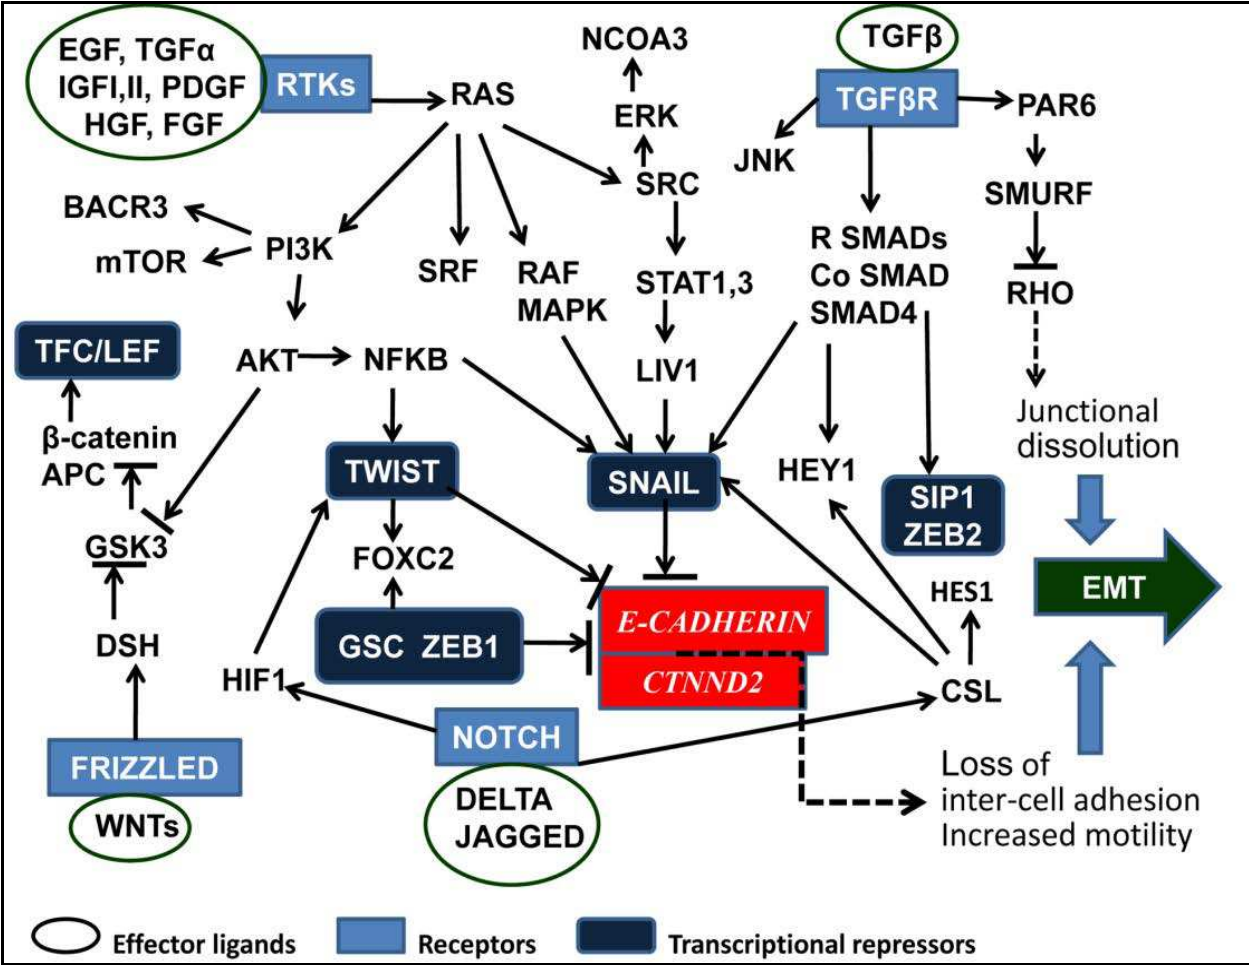 EGF, TGFα
IGFI,II, PDGF
HGF, FGF
RTKs
RAS
NCOA3
ERK
SRC
TGFβ
TGFβR
PAR6
JNK
SMURF
BACR3
mTOR
PI3K
SRF
RAF
MAPK
STAT1,3
R SMADs
Co SMAD
SMAD4
RHO
TFC/LEF
AKT
NFKB
LIV1
Junctional
dissolution
β-catenin
APC
TWIST
SNAIL
HEY1
SIP1
ZEB2
GSK3
FOXC2
EMT
HES1
DSH
GSC ZEB1
E-CADHERIN
CTNND2
HIF1
CSL
NOTCH
FRIZZLED
WNTs
DELTA
JAGGED
Loss of
inter-cell adhesion
Increased motility
Effector ligands
Receptors
Transcriptional repressors